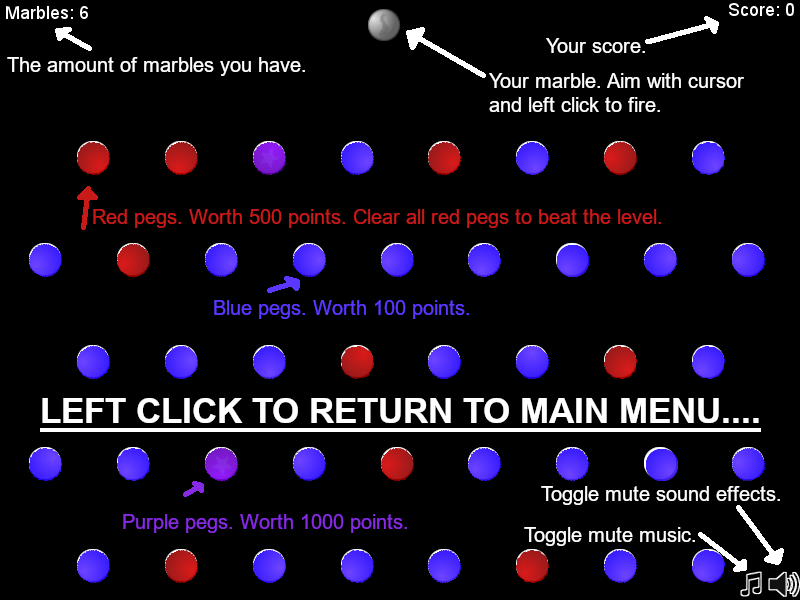 Marbles: 6
Score: 0
Your score.
The amount of marbles you have.
Your marble. Aim with cursor
and left click to fire.
Red pegs. Worth 500 points. Clear all red pegs to beat the level.
Blue pegs. Worth 100 points.
LEFT CLICK TO RETURN TO MAIN MENU....
Toggle mute sound effects.
Purple pegs. Worth 1000 points.
Toggle mute music.